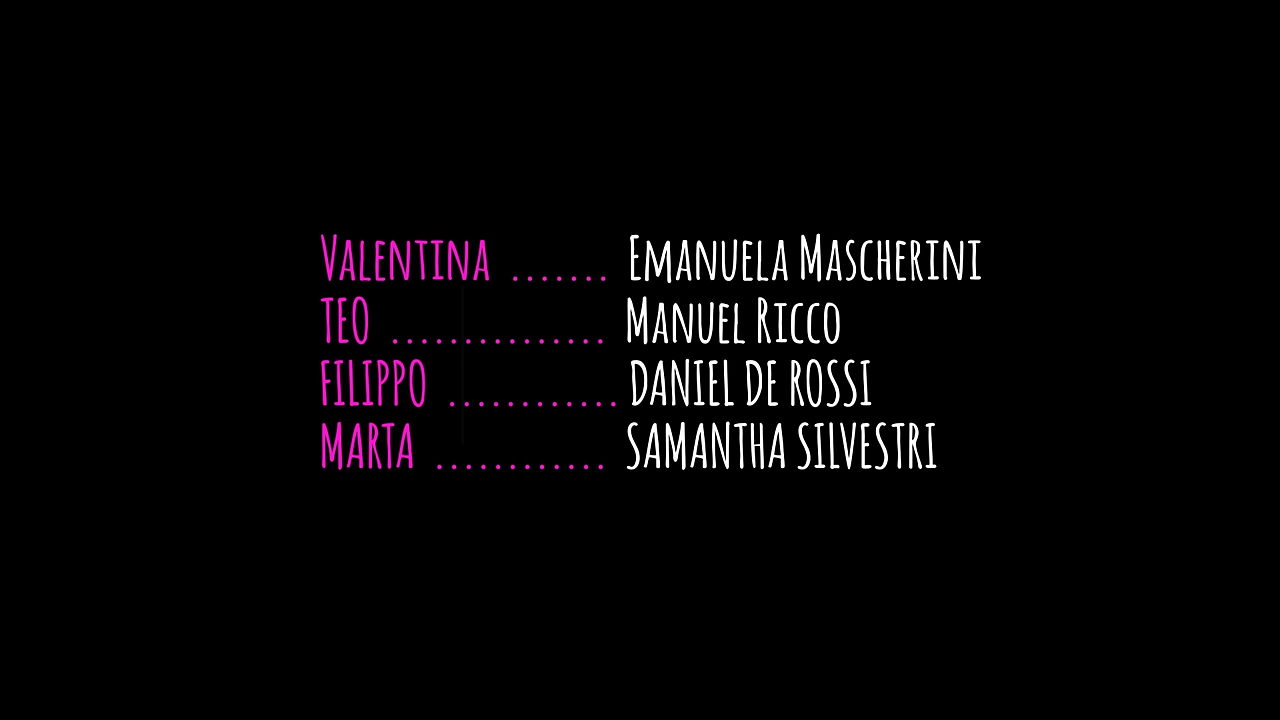 Valentina ....... Emanuela Mascherini
TEO ............... Manuel Ricco
FILIPPO ............ DANIEL DE ROSSI
MARTA ............ SAMANTHA SILVESTRI